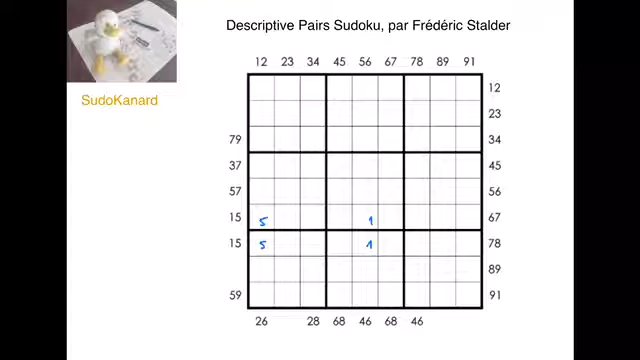 Descriptive Pairs Sudoku, par Frédéric Stalder
SudoKanard
12 23 34 45 56 67 78 89 91
12
23
79 34
37 45
57 56
15 5 1 67
15 5 1 78
89
59 91
26 28 68 46 68 46